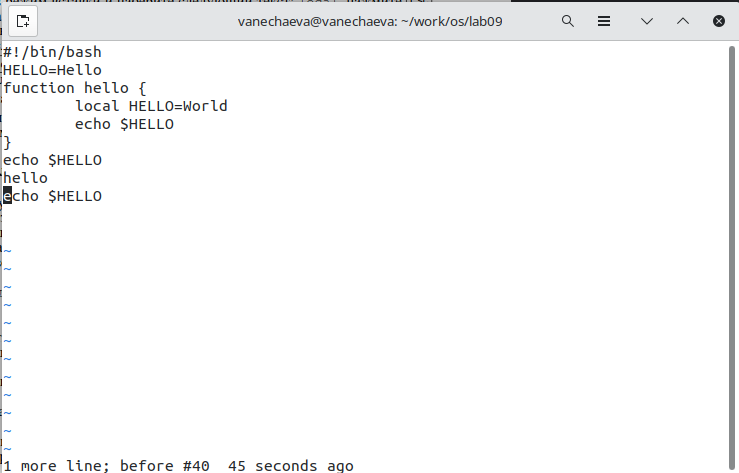 vanechaeva@vanechaeva: ~/work/os/lab09
#!/bin/bash
HELLO=Hello
function hello {
        local HELLO=World
        echo $HELLO
}
echo $HELLO
hello
echo $HELLO
~
~
~
~
~
~
~
~
~
~
~
~
1 more line; before #40  45 seconds ago